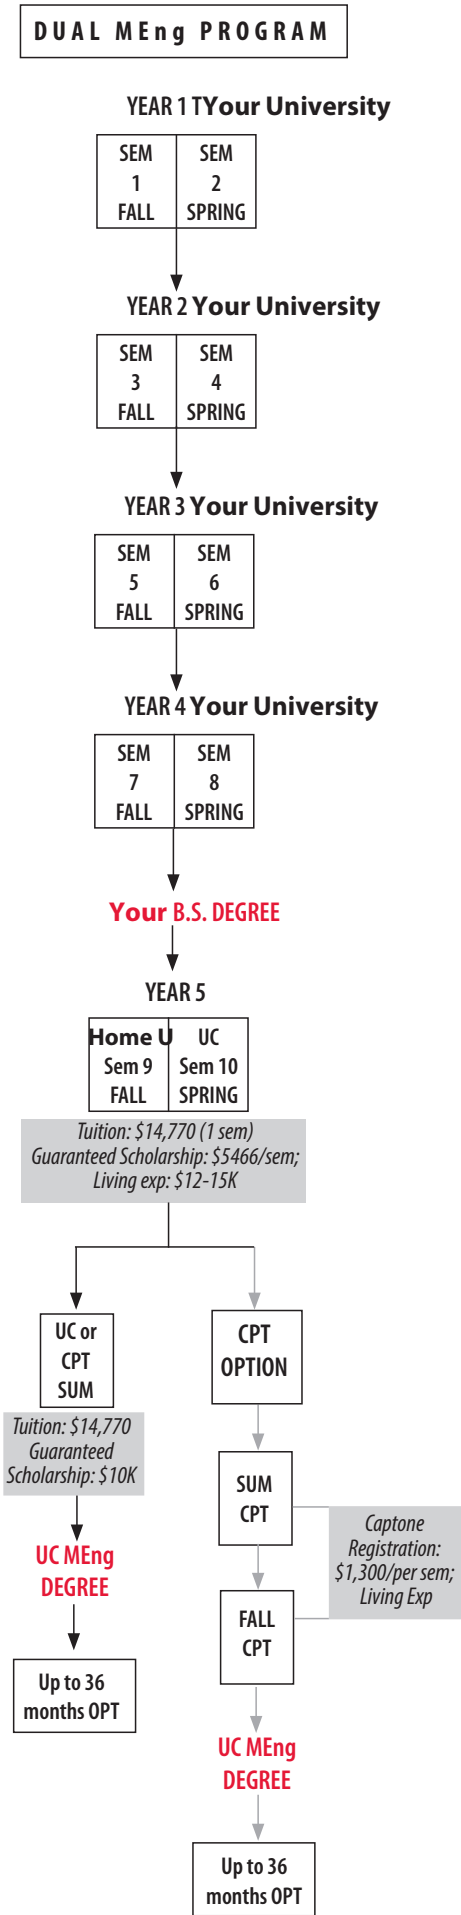 DUAL MEng PROGRAM
YEAR 1 TYour University
SEM
1
FALL
SEM
2
SPRING
YEAR 2 Your University
SEM
3
FALL
SEM
4
SPRING
YEAR 3 Your University
SEM
5
FALL
SEM
6
SPRING
YEAR 4 Your University
SEM
7
FALL
SEM
8
SPRING
Your B.S. DEGREE
YEAR 5
Home U
Sem 9
FALL
UC
Sem 10
SPRING
Tuition: $14,770 (1 sem)
Guaranteed Scholarship: $5466/sem;
Living exp: $12-15K
UC or
CPT
SUM
Tuition: $14,770
Guaranteed
Scholarship: $10K
UC MEng
DEGREE
Up to 36
months OPT
CPT
OPTION
SUM
CPT
Captone
Registration:
$1,300/per sem;
Living Exp
FALL
CPT
UC MEng
DEGREE
Up to 36
months OPT